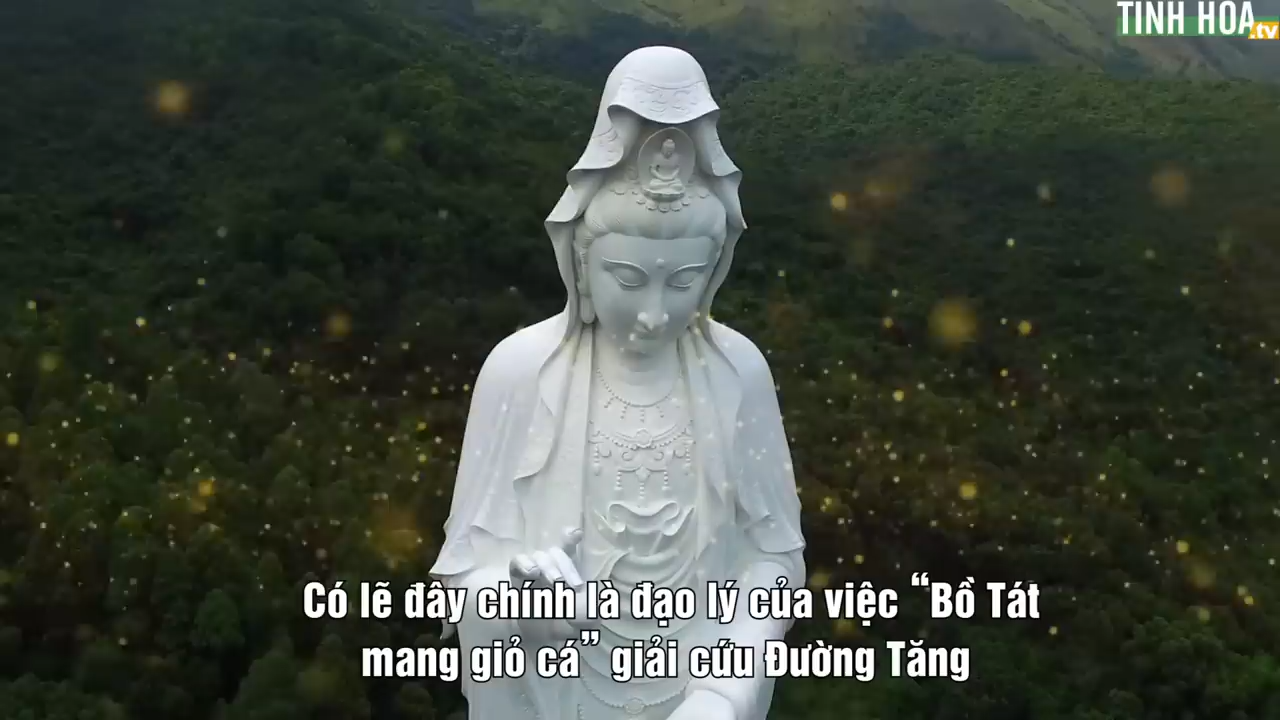 TINH HOA
.tv
Có lẽ đây chính là đạo lý của việc “Bồ Tát
mang giỏ cá” giải cứu Đường Tăng